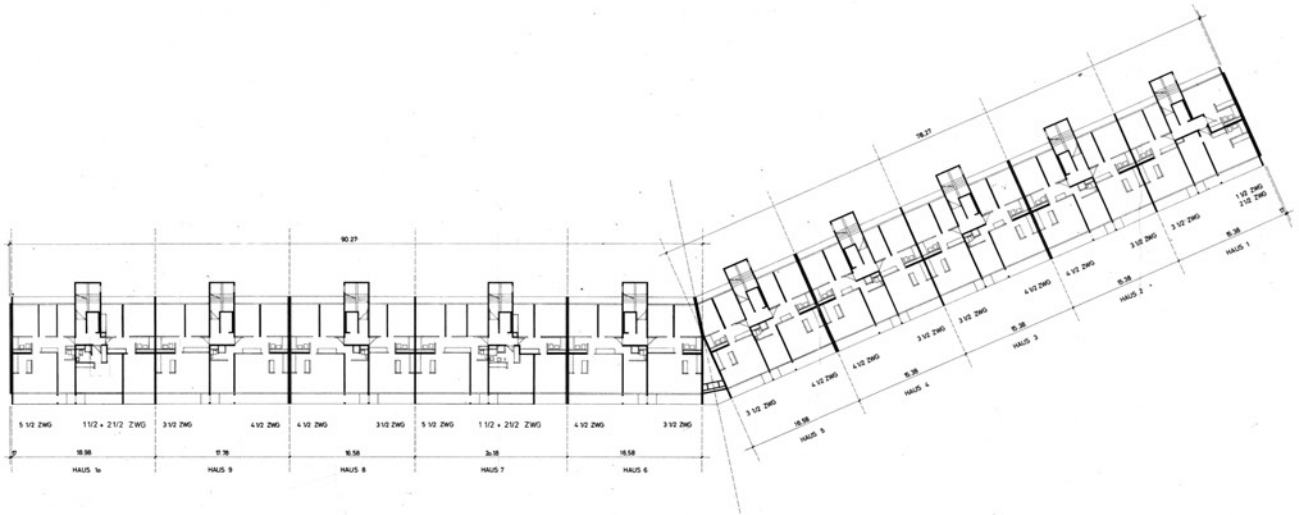 90.27
5 1/2 ZWG 1 1/2 + 2 1/2 ZWG 3 1/2 ZWG 4 1/2 ZWG 4 1/2 ZWG 3 1/2 ZWG 5 1/2 ZWG 1 1/2 + 2 1/2 ZWG 4 1/2 ZWG 3 1/2 ZWG
18.98 17.78 16.58 20.18 16.58
HAUS 10 HAUS 9 HAUS 8 HAUS 7 HAUS 6
78.27
3 1/2 ZWG 4 1/2 ZWG 4 1/2 ZWG 3 1/2 ZWG 3 1/2 ZWG 4 1/2 ZWG 4 1/2 ZWG 3 1/2 ZWG 3 1/2 ZWG 1 1/2 ZWG
2 1/2 ZWG
16.58 15.38 15.38 15.38 15.38
HAUS 5 HAUS 4 HAUS 3 HAUS 2 HAUS 1